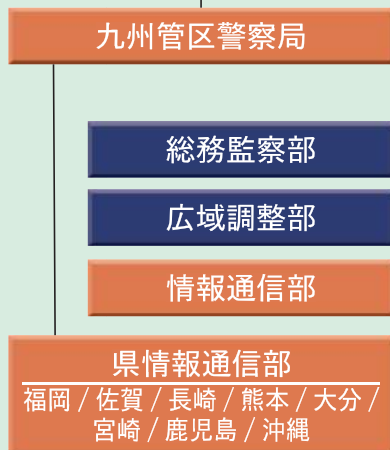 九州管区警察局
総務監察部
広域調整部
情報通信部
県情報通信部
福岡 / 佐賀 / 長崎 / 熊本 / 大分 /
宮崎 / 鹿児島 / 沖縄